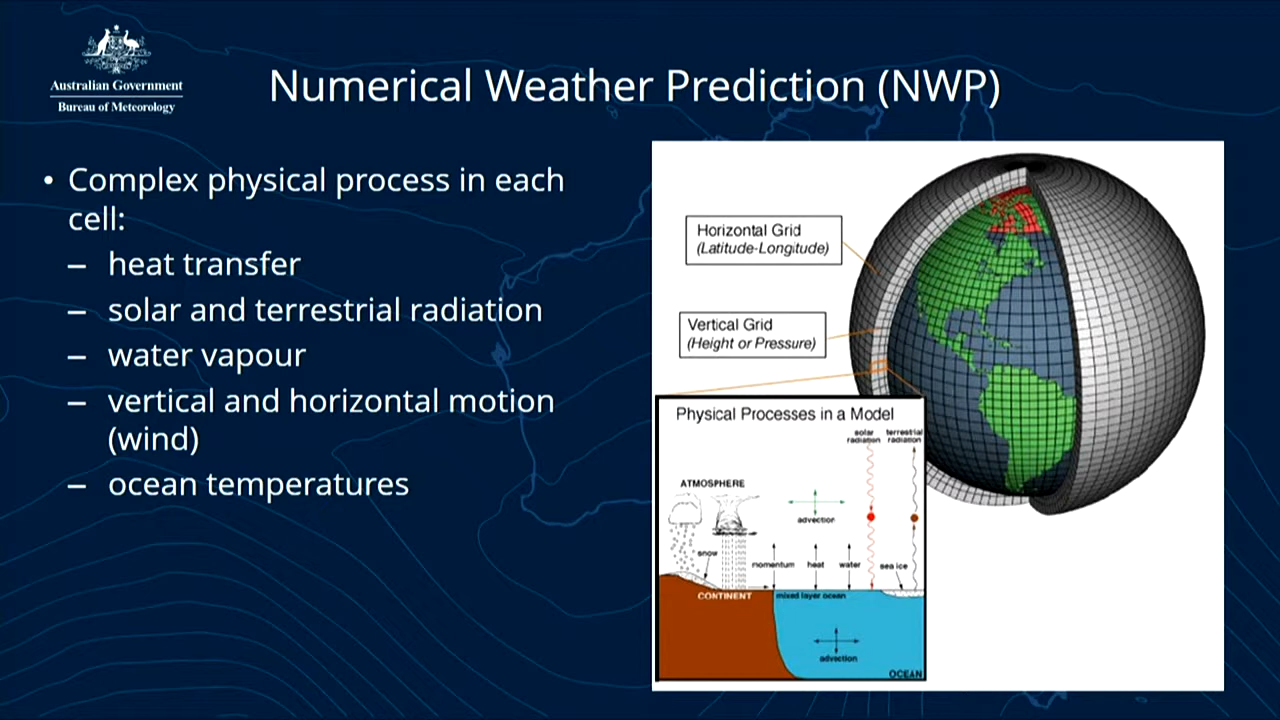 Australian Government
Bureau of Meteorology
Numerical Weather Prediction (NWP)
• Complex physical process in each
cell:
– heat transfer
– solar and terrestrial radiation
– water vapour
– vertical and horizontal motion
(wind)
– ocean temperatures
Horizontal Grid
(Latitude-Longitude)
Vertical Grid
(Height or Pressure)
Physical Processes in a Model
solar
radiation
terrestrial
radiation
ATMOSPHERE
advection
snow
momentum
heat
water
sea ice
CONTINENT
mixed layer ocean
advection
OCEAN